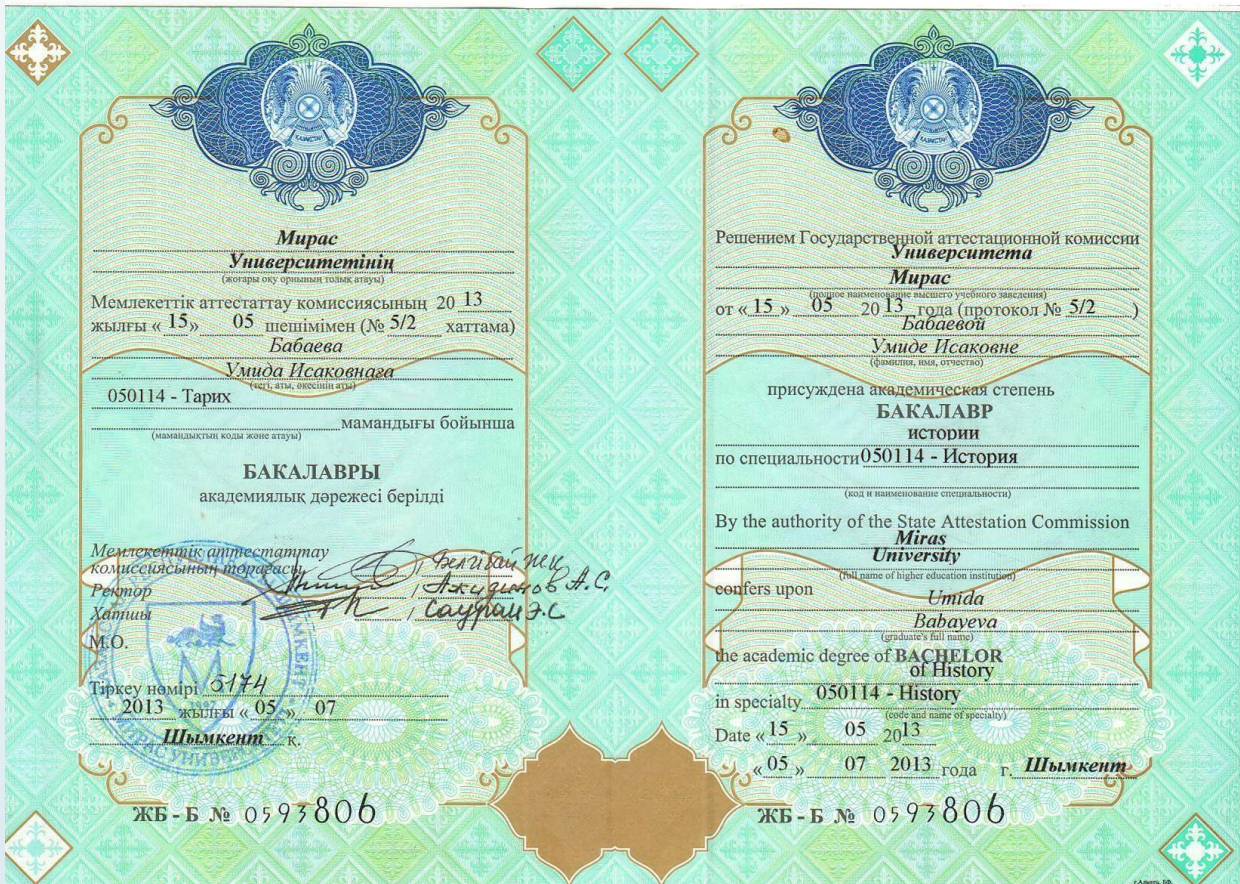 Мирас
Университетінің
(жоғары оқу орнының толық атауы)
Мемлекеттік аттестаттау комиссиясының 20 13
жылғы « 15» 05 шешімімен (№ 5/2 хаттама)
Бабаева
Умида Исаковнаға
(тегі, аты, әкесінің аты)
050114 - Тарих
мамандығы бойынша
(мамандықтың коды және атауы)
БАКАЛАВРЫ
академиялық дәрежесі берілді
Мемлекеттік аттестаттау
комиссиясының төрағасы
Ректор
Хатшы
М.О.
Тіркеу нөмірі 5174
2013 жылғы « 05 » 07
Шымкент қ.
ЖБ - Б № 0593806
Решением Государственной аттестационной комиссии
Университета
Мирас
(полное наименование высшего учебного заведения)
от « 15 » 05 20 13 года (протокол № 5/2 )
Бабаевой
Умиде Исаковне
(фамилия, имя, отчество)
присуждена академическая степень
БАКАЛАВР
истории
по специальности 050114 - История
(код и наименование специальности)
By the authority of the State Attestation Commission
Miras
University
(full name of higher education institution)
confers upon Umida
Babayeva
(graduate's full name)
the academic degree of BACHELOR
of History
in specialty 050114 - History
(code and name of specialty)
Date « 15 » 05 2013
« 05 » 07 2013 года г. Шымкент
ЖБ - Б № 0593806